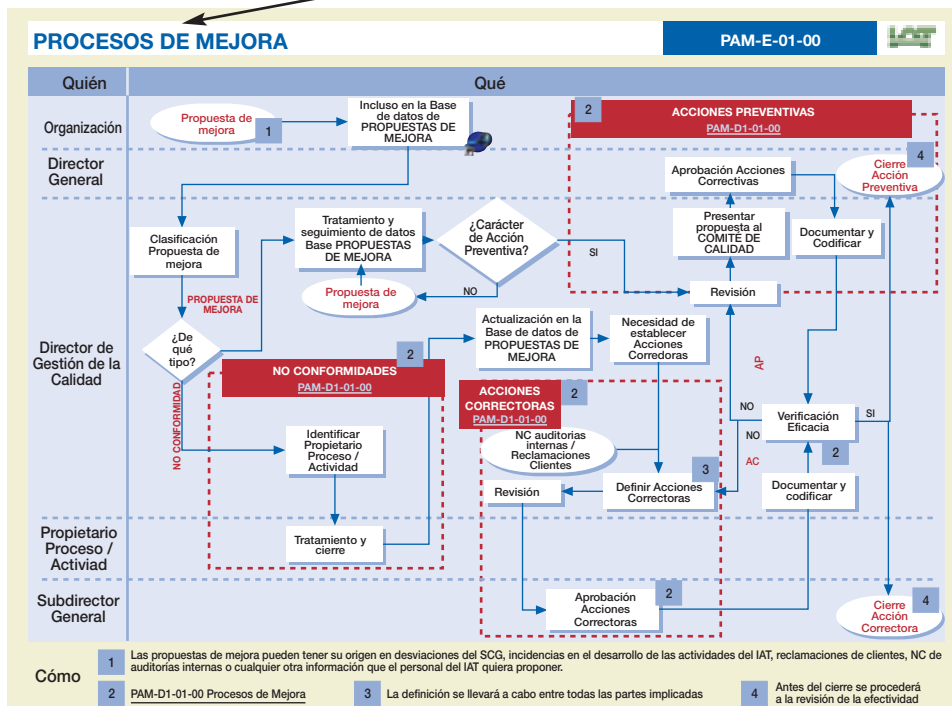 PROCESOS DE MEJORA
PAM-E-01-00
IAT
Quién
Qué
Organización
Propuesta de
mejora
1
Incluso en la Base
de datos de
PROPUESTAS DE
MEJORA
2
ACCIONES PREVENTIVAS
PAM-D1-01-00
Director
General
Aprobación Acciones
Correctivas
Cierre
Acción
Preventiva
4
Clasificación
Propuesta de
mejora
Tratamiento y
seguimiento de datos
Base PROPUESTAS
DE MEJORA
¿Carácter
de Acción
Preventiva?
SI
NO
Presentar
propuesta al
COMITÉ DE
CALIDAD
Documentar y
Codificar
PROPUESTA DE
MEJORA
Propuesta de
mejora
Revisión
Director de
Gestión de la
Calidad
¿De
qué
tipo?
NO CONFORMIDAD
Actualización en la
Base de datos de
PROPUESTAS DE
MEJORA
Necesidad de
establecer
Acciones
Corredoras
2
NO CONFORMIDADES
PAM-D1-01-00
ACCIONES
CORRECTORAS
PAM-D1-01-00
2
AP
NO
NO
AC
Verificación
Eficacia
2
SI
Identificar
Propietario
Proceso /
Actividad
NC auditorias
internas /
Reclamaciones
Clientes
Revisión
Definir Acciones
Correctoras
3
Documentar y
codificar
Propietario
Proceso /
Activiad
Tratamiento y
cierre
Subdirector
General
Aprobación
Acciones
Correctoras
2
Cierre
Acción
Correctora
4
Cómo
1
Las propuestas de mejora pueden tener su origen en desviaciones del SCG, incidencias en el desarrollo de las actividades del IAT, reclamaciones de clientes, NC de
auditorías internas o cualquier otra información que el personal del IAT quiera proponer.
2
PAM-D1-01-00 Procesos de Mejora
3
La definición se llevará a cabo entre todas las partes implicadas
4
Antes del cierre se procederá
a la revisión de la efectividad